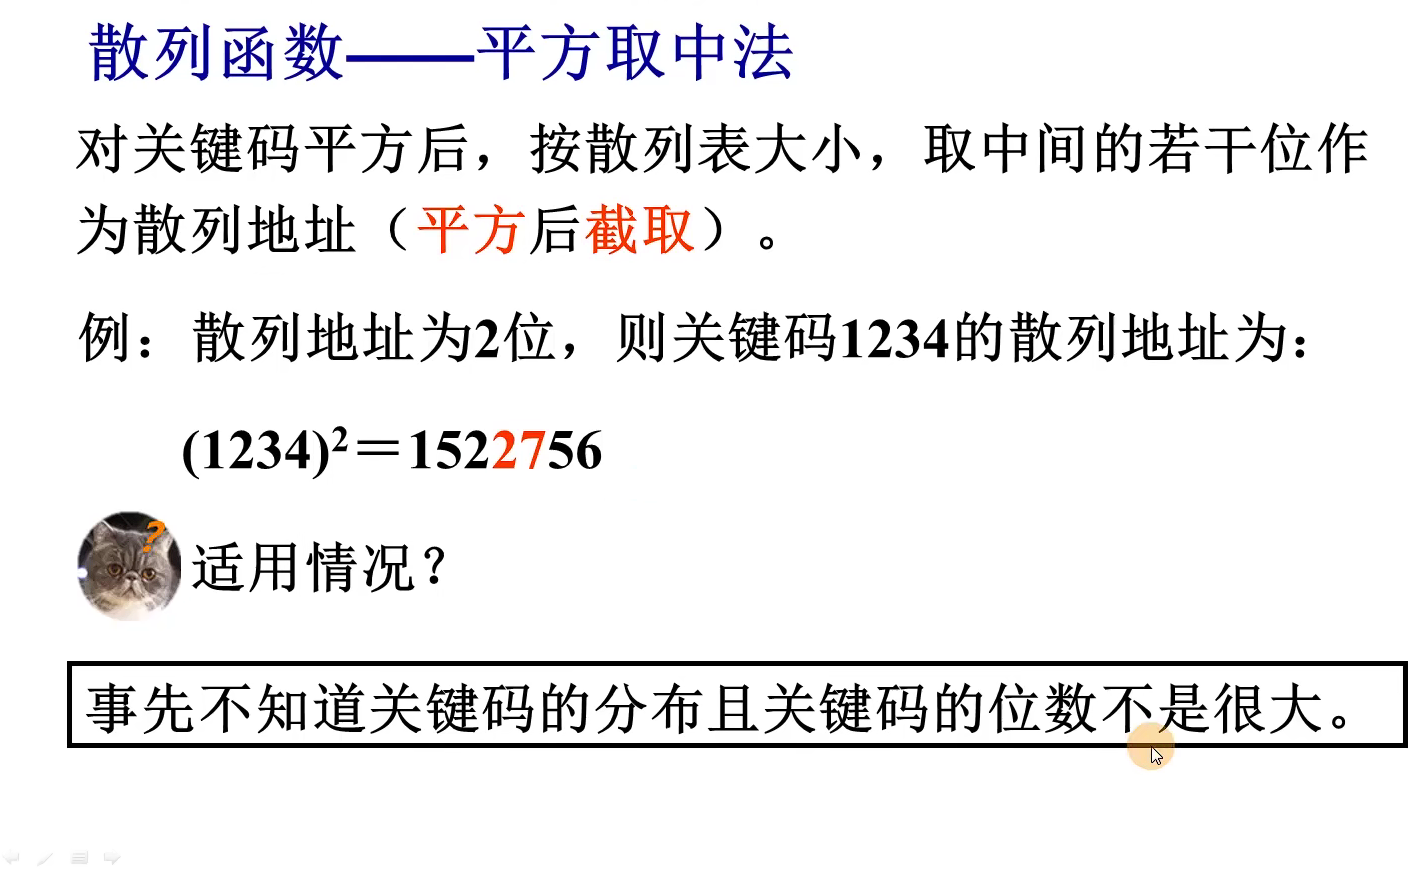 散列函数——平方取中法
对关键码平方后，按散列表大小，取中间的若干位作
为散列地址（平方后截取）。
例：散列地址为2位，则关键码1234的散列地址为：
(1234)²＝1522756
?
适用情况？
事先不知道关键码的分布且关键码的位数不是很大。